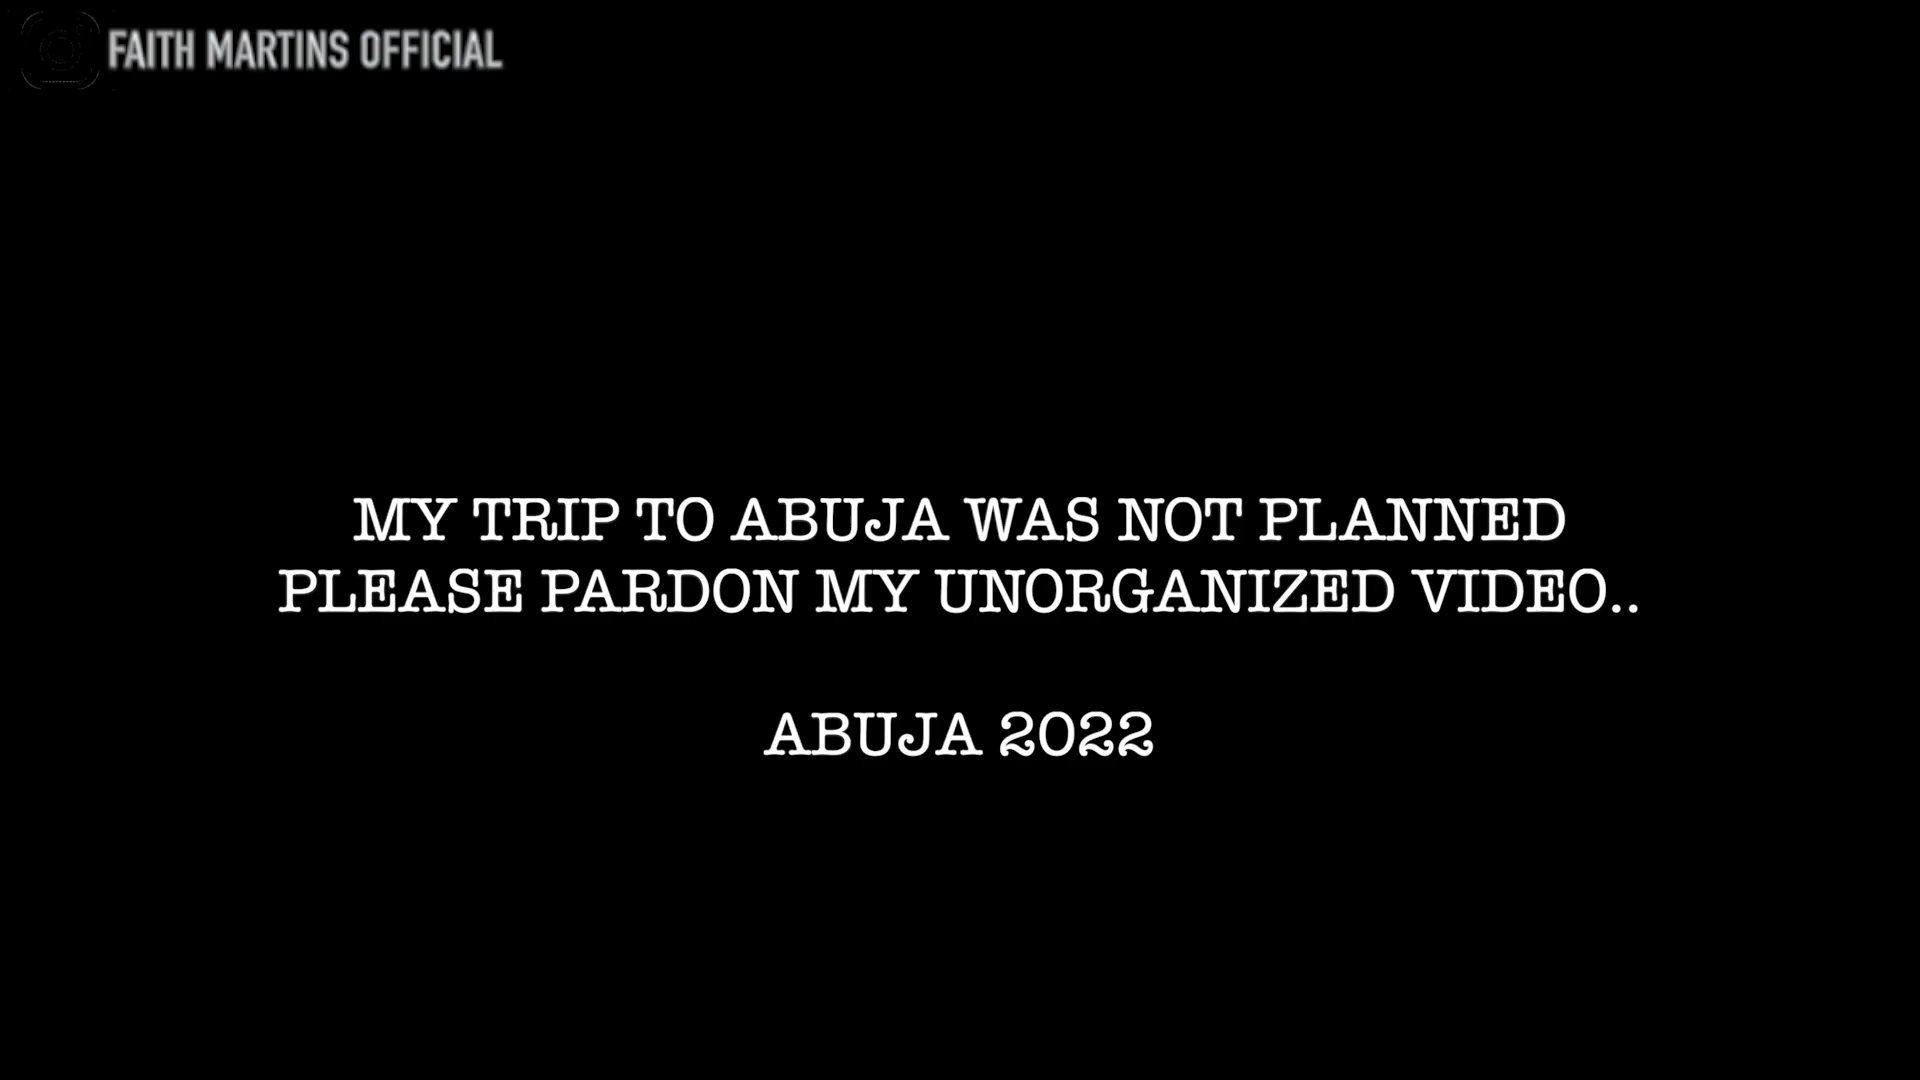 FAITH MARTINS OFFICIAL
MY TRIP TO ABUJA WAS NOT PLANNED
PLEASE PARDON MY UNORGANIZED VIDEO..
ABUJA 2022